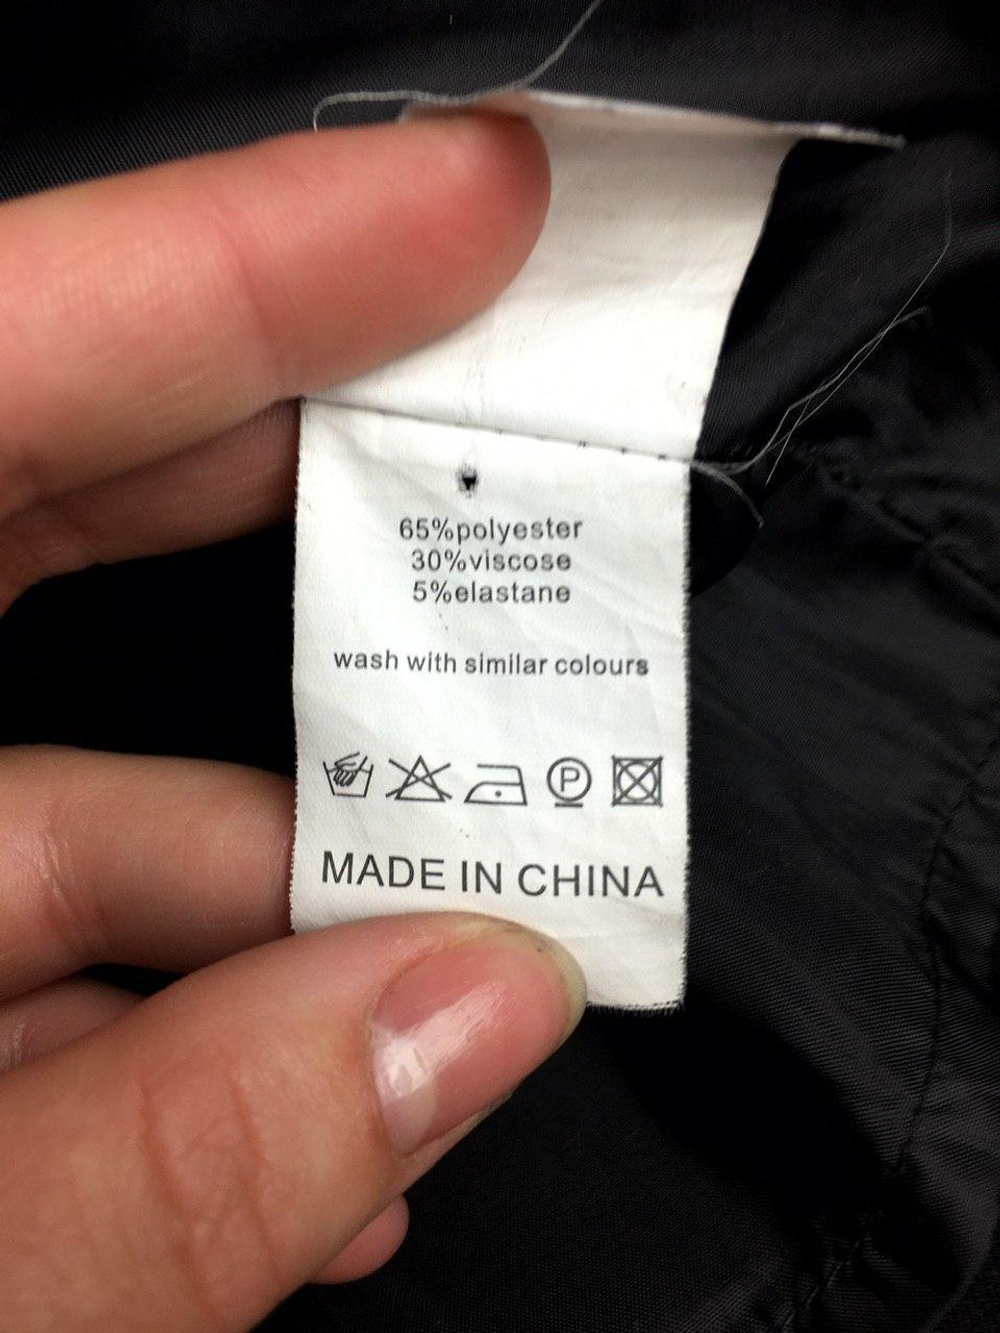 65%polyester
30%viscose
5%elastane
wash with similar colours
P
MADE IN CHINA